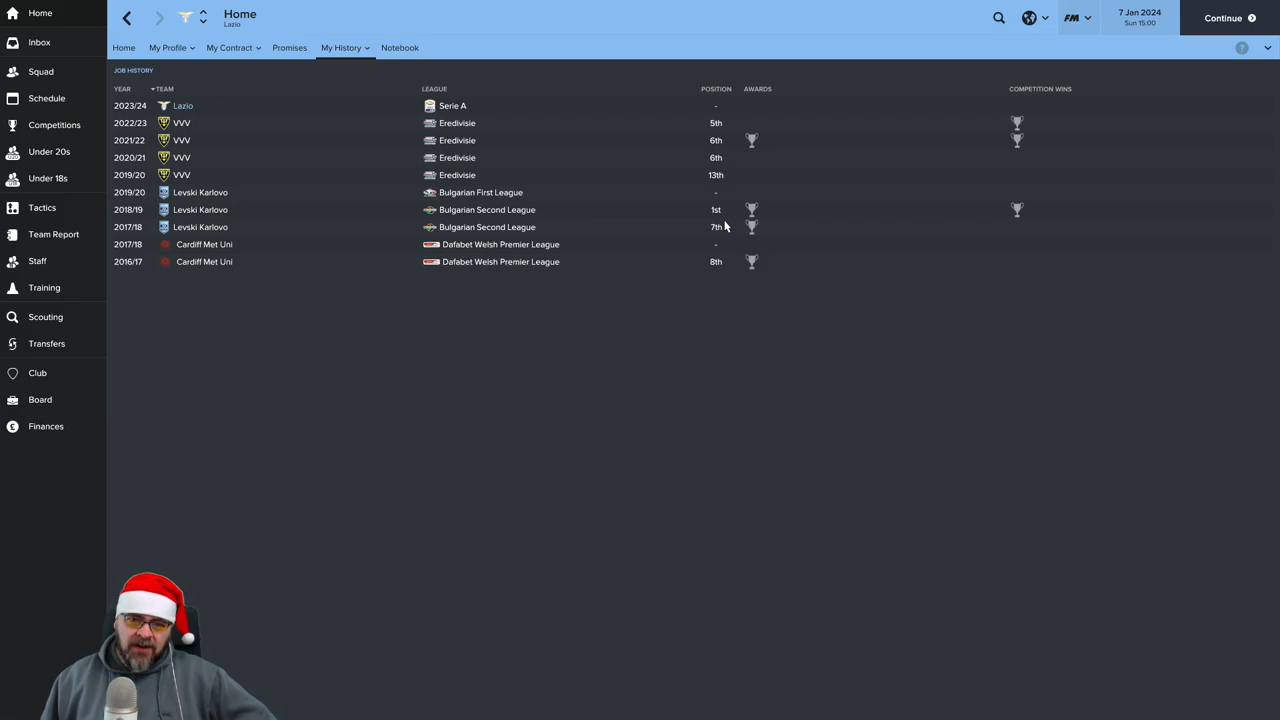 Home
Inbox
Squad
Schedule
Competitions
Under 20s
Under 18s
Tactics
Team Report
Staff
Training
Scouting
Transfers
Club
Board
Finances
Home
Lazio
FM
7 Jan 2024
Sun 15:00
Continue
Home My Profile My Contract Promises My History Notebook ?
JOB HISTORY
YEAR TEAM LEAGUE POSITION AWARDS COMPETITION WINS
2023/24 Lazio Serie A -
2022/23 VVV Eredivisie 5th
2021/22 VVV Eredivisie 6th
2020/21 VVV Eredivisie 6th
2019/20 VVV Eredivisie 13th
2019/20 Levski Karlovo Bulgarian First League -
2018/19 Levski Karlovo Bulgarian Second League 1st
2017/18 Levski Karlovo Bulgarian Second League 7th
2017/18 Cardiff Met Uni Dafabet Welsh Premier League -
2016/17 Cardiff Met Uni Dafabet Welsh Premier League 8th